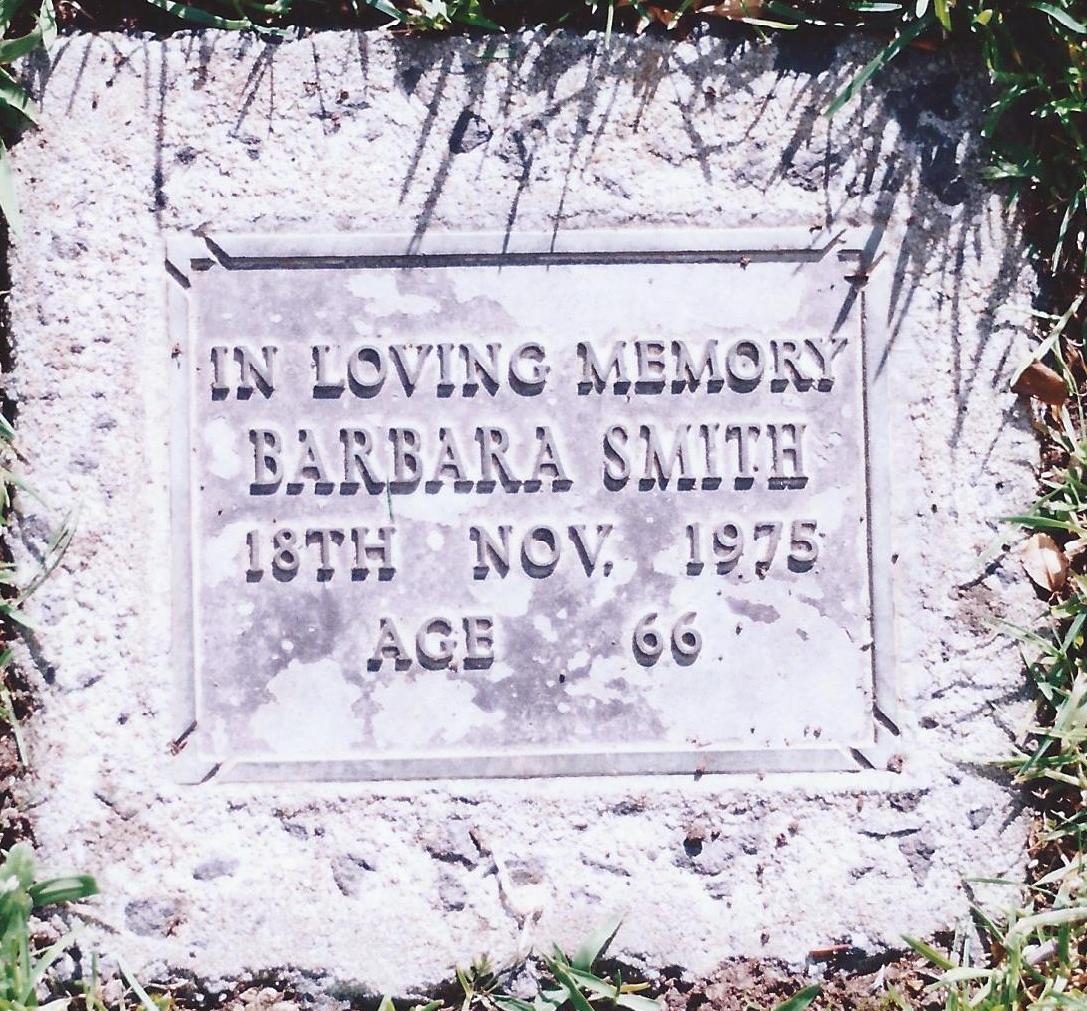 IN LOVING MEMORY
BARBARA SMITH
18TH NOV. 1975
AGE 66